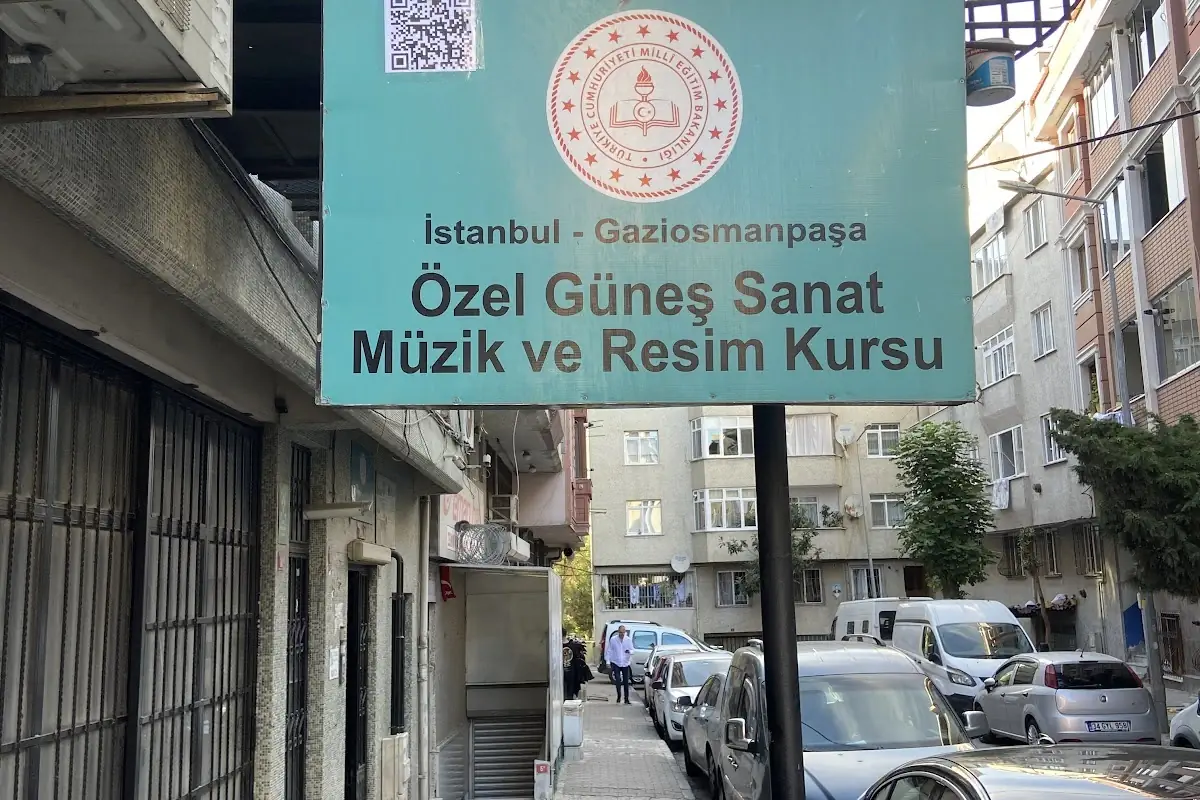 TÜRKİYE CUMHURİYETİ MİLLİ EĞİTİM BAKANLIĞI
İstanbul - Gaziosmanpaşa
Özel Güneş Sanat
Müzik ve Resim Kursu